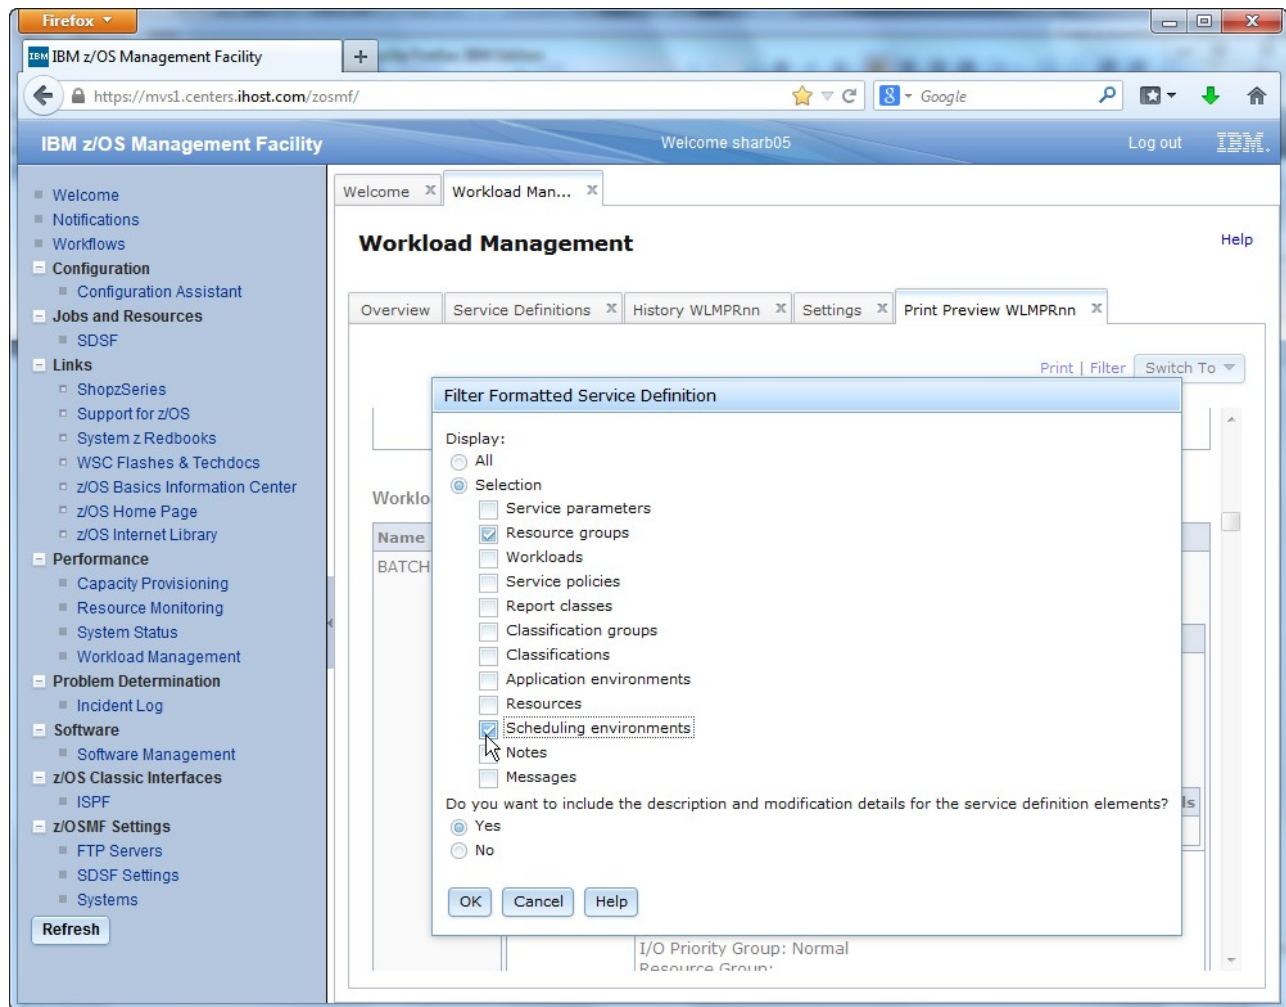 Firefox
IBM IBM z/OS Management Facility
https://mvs1.centers.ihost.com/zosmf/
8 Google
IBM z/OS Management Facility
Welcome sharb05
Log out
IBM.
Welcome
Notifications
Workflows
Configuration
Configuration Assistant
Jobs and Resources
SDSF
Links
ShopzSeries
Support for z/OS
System z Redbooks
WSC Flashes & Techdocs
z/OS Basics Information Center
z/OS Home Page
z/OS Internet Library
Performance
Capacity Provisioning
Resource Monitoring
System Status
Workload Management
Problem Determination
Incident Log
Software
Software Management
z/OS Classic Interfaces
ISPF
z/OSMF Settings
FTP Servers
SDSF Settings
Systems
Refresh
Welcome x Workload Man... x
Workload Management
Help
Overview Service Definitions x History WLMPRnn x Settings x Print Preview WLMPRnn x
Print | Filter Switch To
Worklo
Name
BATCH
Filter Formatted Service Definition
Display:
All
Selection
Service parameters
Resource groups
Workloads
Service policies
Report classes
Classification groups
Classifications
Application environments
Resources
Scheduling environments
Notes
Messages
Do you want to include the description and modification details for the service definition elements?
Yes
No
OK Cancel Help
ls
I/O Priority Group: Normal
Resource Group: